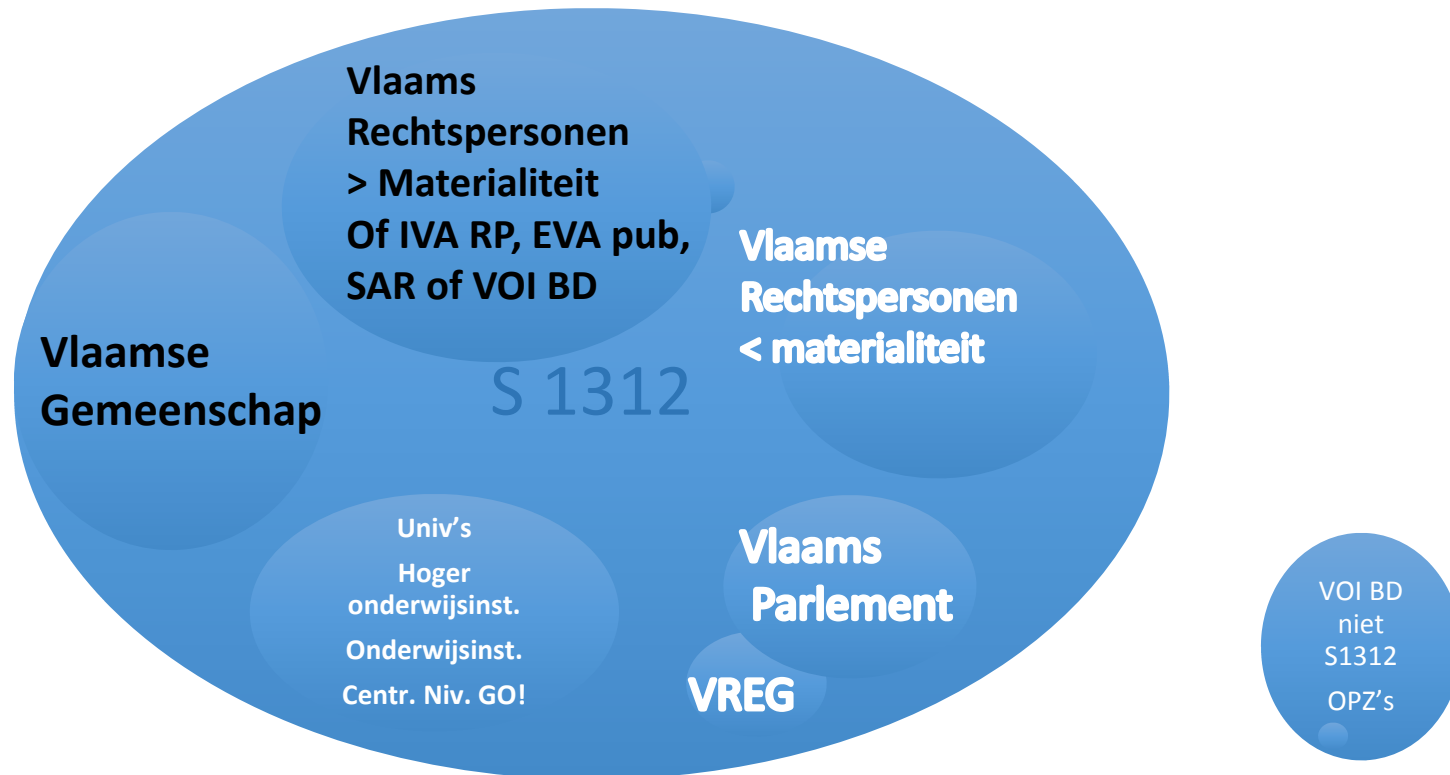 Vlaams
Rechtspersonen
> Materialiteit
Of IVA RP, EVA pub,
SAR of VOI BD
Vlaamse
Rechtspersonen
< materialiteit
Vlaamse
Gemeenschap
S 1312
Univ’s
Hoger
onderwijsinst.
Onderwijsinst.
Centr. Niv. GO!
Vlaams
Parlement
VREG
VOI BD
niet
S1312
OPZ’s